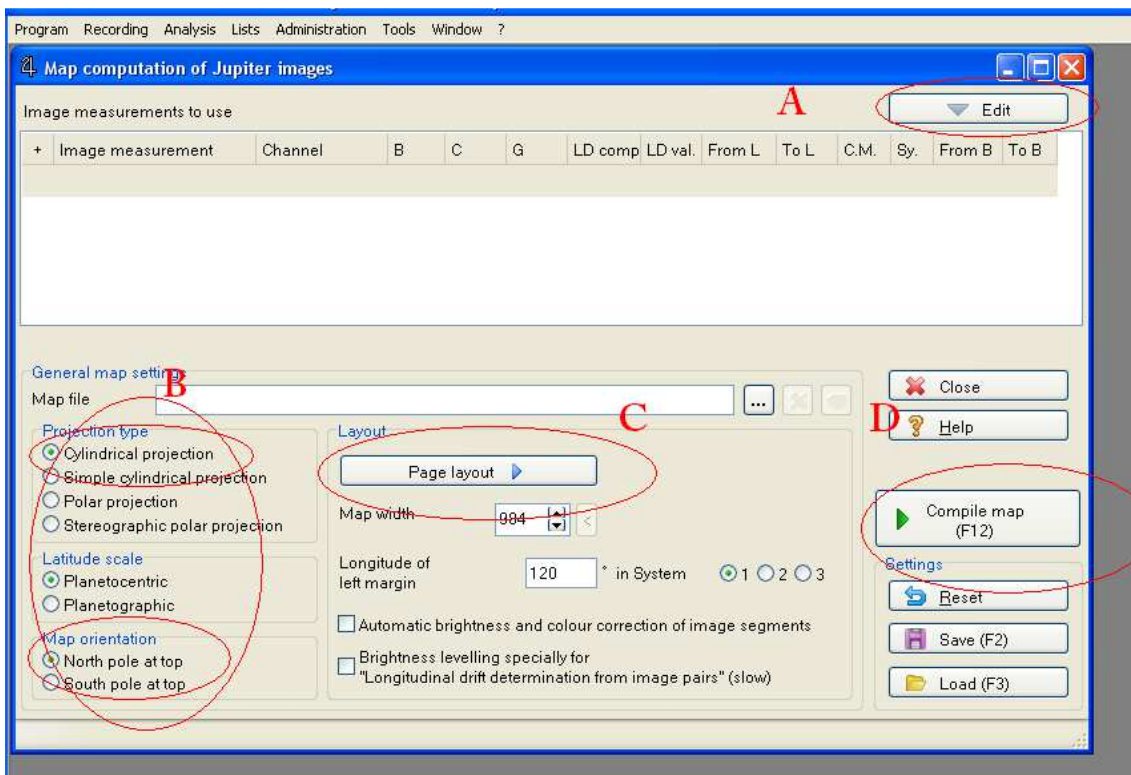 Program Recording Analysis Lists Administration Tools Window ?
Map computation of Jupiter images
Image measurements to use
A
Edit
+ Image measurement Channel B C G LD comp LD val. From L To L C.M. Sy. From B To B
General map settings
B
Map file
...
Close
Projection type
Layout
C
D
Help
Cylindrical projection
Simple cylindrical projection
Page layout
Polar projection
Stereographic polar projection
Map width 984 <
Compile map
(F12)
Latitude scale
Planetocentric
Planetographic
Longitude of
left margin
120 ° in System 1 2 3
Settings
Reset
Map orientation
North pole at top
South pole at top
Automatic brightness and colour correction of image segments
Brightness levelling specially for
"Longitudinal drift determination from image pairs" (slow)
Save (F2)
Load (F3)